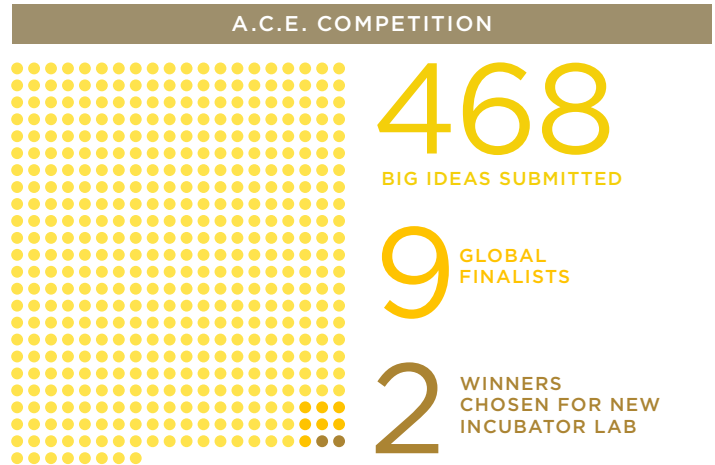 A.C.E. COMPETITION
468
BIG IDEAS SUBMITTED
9
GLOBAL
FINALISTS
2
WINNERS
CHOSEN FOR NEW
INCUBATOR LAB